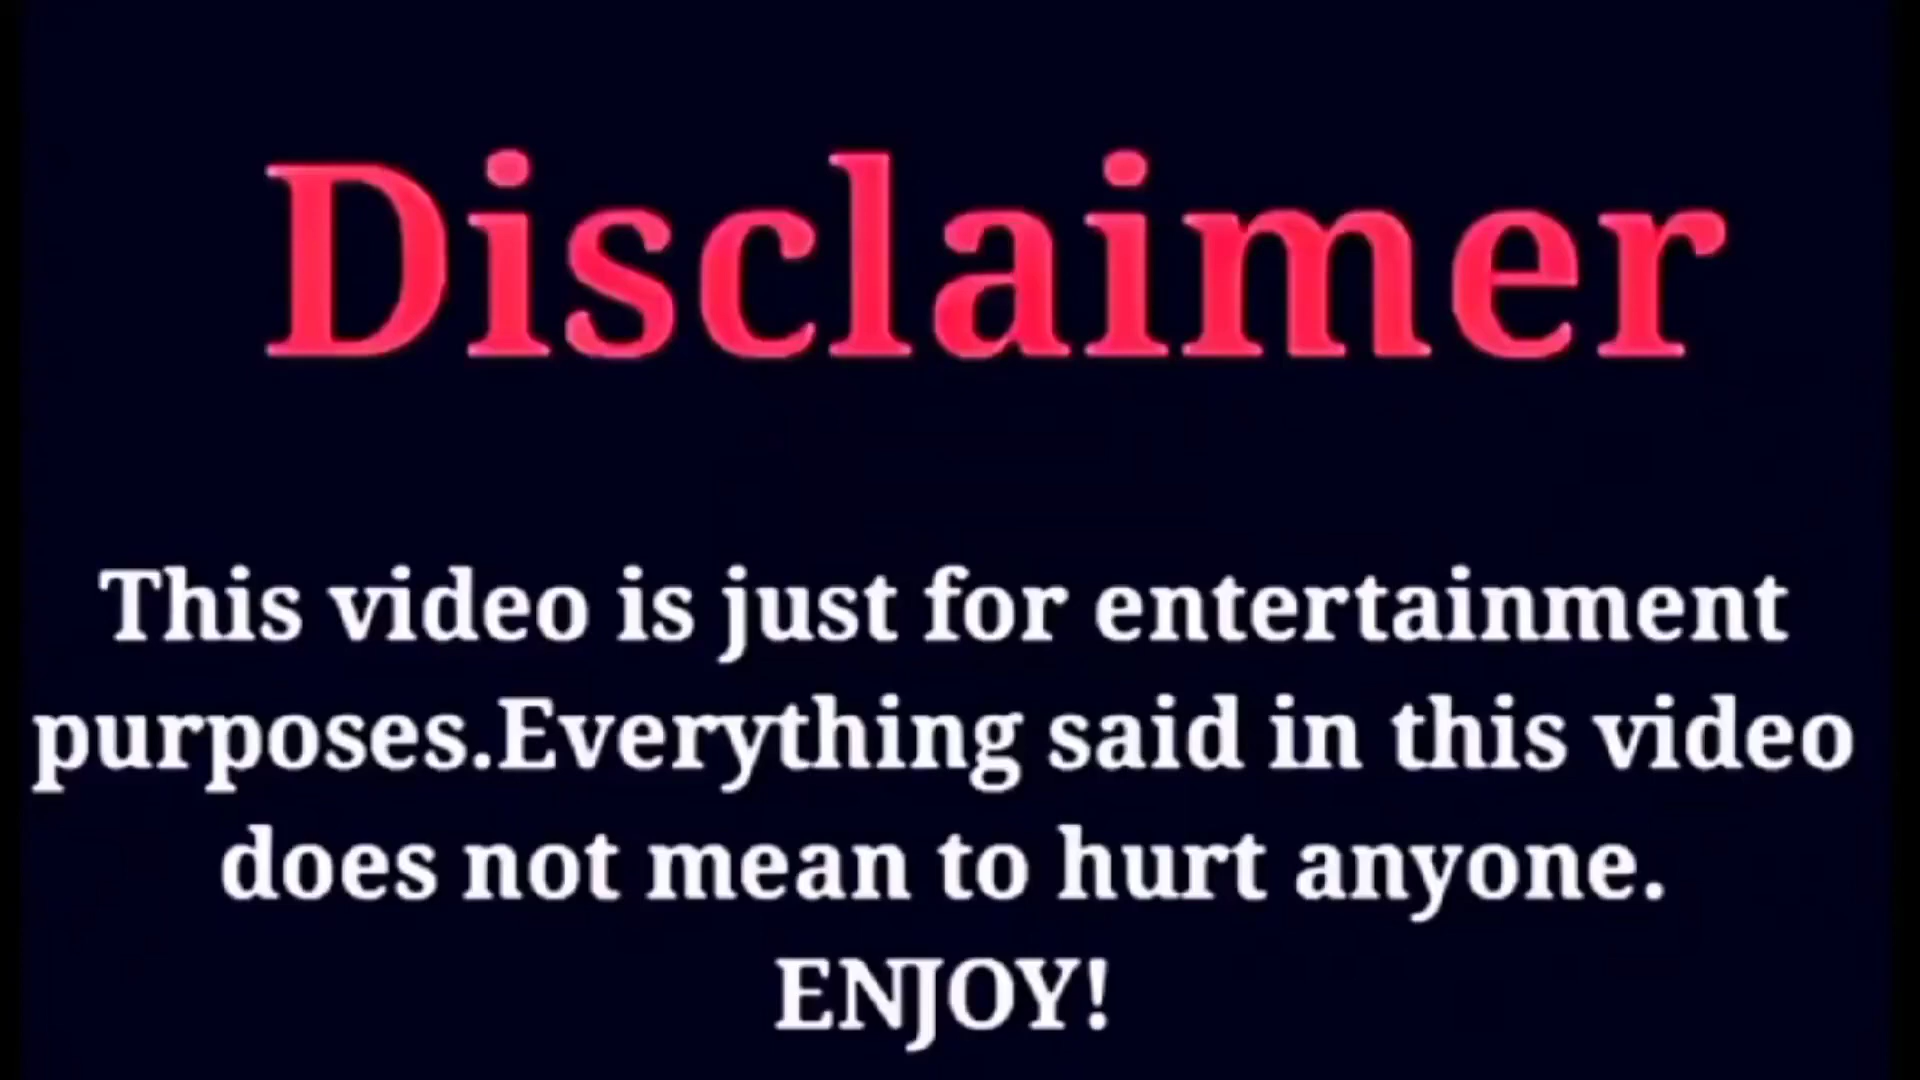 Disclaimer
This video is just for entertainment
purposes.Everything said in this video
does not mean to hurt anyone.
ENJOY!